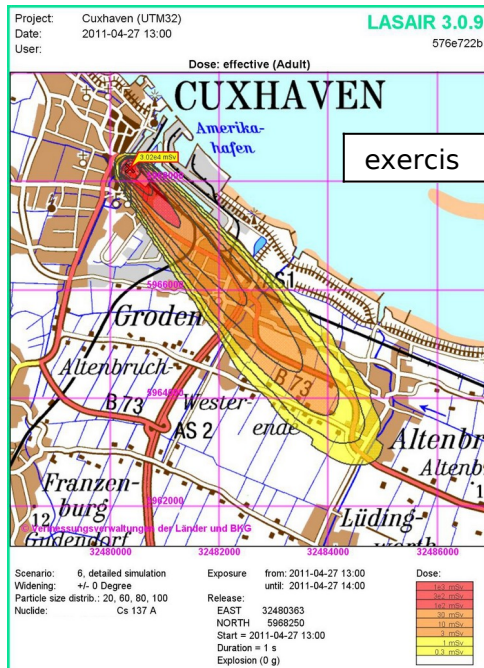 Project: Cuxhaven (UTM32)
LASAIR 3.0.9
Date: 2011-04-27 13:00
User:
576e722b
Dose: effective (Adult)
CUXHAVEN
Amerika-
hafen
exercis
3.02e4 mSv
5966000
AS1
Groden
Altenbruch-
B 73
5964000
B 73
Wester-
ende
AS 2
Altenbr
Altenb
Franzen-
burg
12
5962000
Lüding-
worth
© Vermessungsverwaltungen der Länder und BKG
Gudendorf
32480000
32482000
32484000
32486000
Scenario: 6, detailed simulation
Widening: +/- 0 Degree
Particle size distrib.: 20, 60, 80, 100
Nuclide: Cs 137 A
Exposure from: 2011-04-27 13:00
until: 2011-04-27 14:00
Release:
EAST 32480363
NORTH 5968250
Start = 2011-04-27 13:00
Duration = 1 s
Explosion (0 g)
Dose:
1e3 mSv
3e2 mSv
1e2 mSv
30 mSv
10 mSv
3 mSv
1 mSv
0.3 mSv